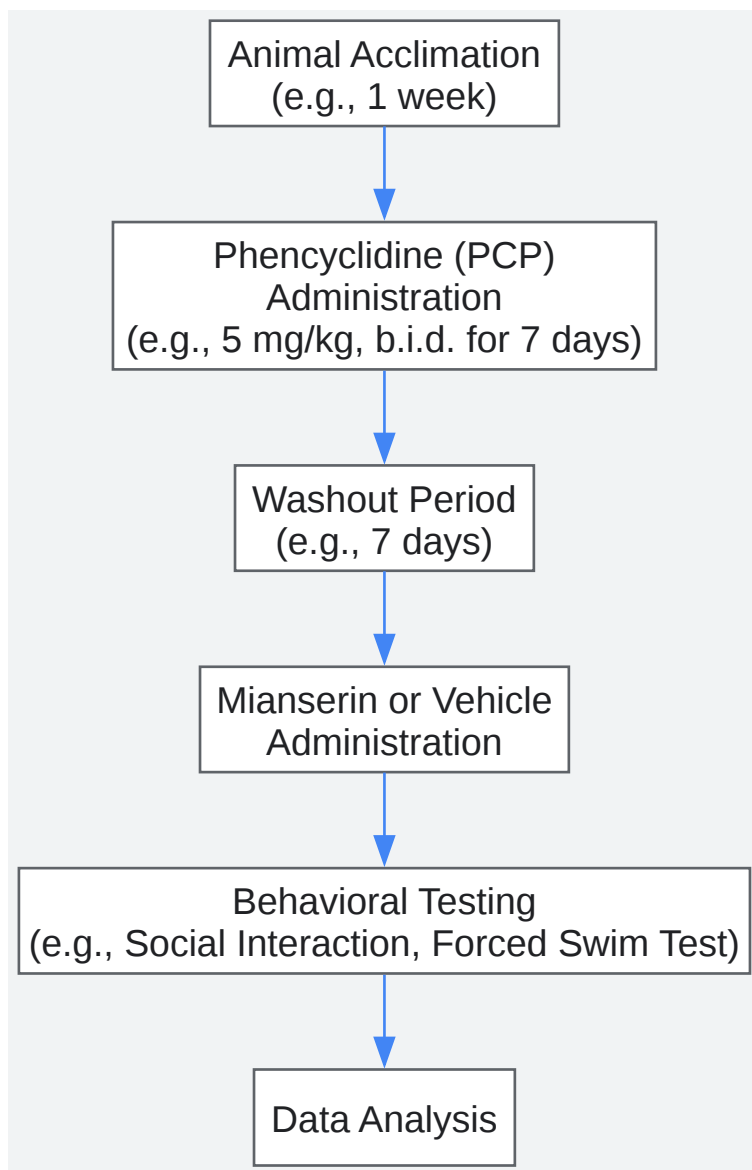 Animal Acclimation
(e.g., 1 week)
Phencyclidine (PCP)
Administration
(e.g., 5 mg/kg, b.i.d. for 7 days)
Washout Period
(e.g., 7 days)
Mianserin or Vehicle
Administration
Behavioral Testing
(e.g., Social Interaction, Forced Swim Test)
Data Analysis